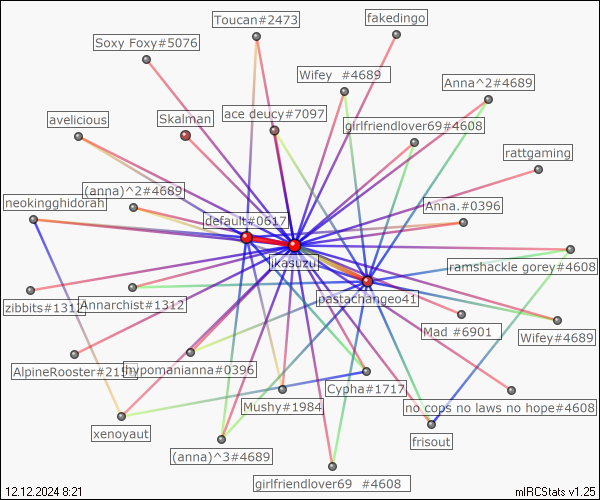 Toucan#2473
fakedingo
Soxy Foxy#5076
Wifey #4689
Anna^2#4689
avelicious
Skalman
ace deucy#7097
girlfriendlover69#4608
rattgaming
neokingghidorah
(anna)^2#4689
default#0617
Anna.#0396
ikasuzu
ramshackle gorey#4608
zibbits#1312
Annarchist#1312
pastachangeo41
Mad #6901
Wifey#4689
AlpineRooster#2195
hypomanianna#0396
Cypha#1717
Mushy#1984
no cops no laws no hope#4608
xenoyaut
frisout
(anna)^3#4689
girlfriendlover69 #4608
12.12.2024 8:21
mIRCStats v1.25